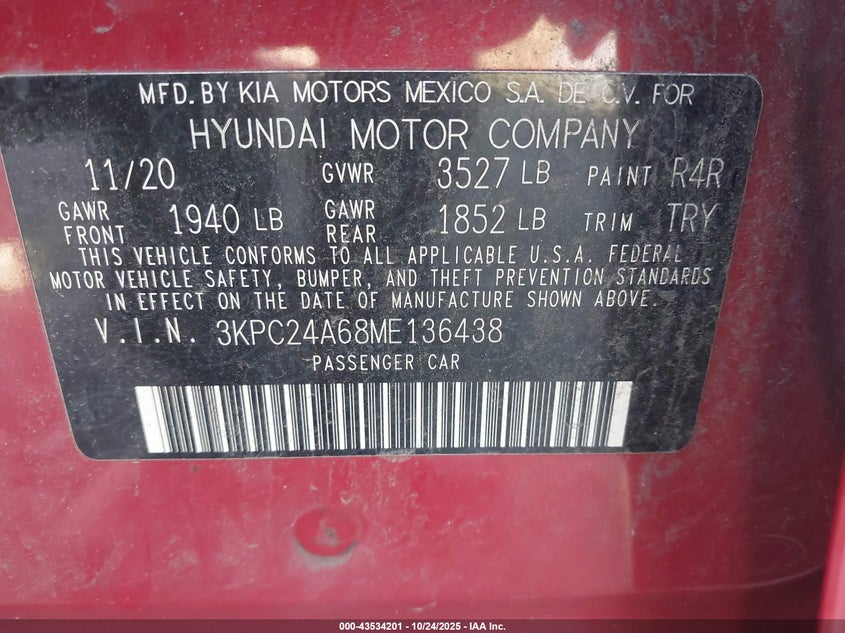 MFD. BY KIA MOTORS MEXICO S.A. DE C.V. FOR
HYUNDAI MOTOR COMPANY
11/20 GVWR 3527 LB PAINT R4R
GAWR FRONT 1940 LB GAWR REAR 1852 LB TRIM TRY
THIS VEHICLE CONFORMS TO ALL APPLICABLE U.S.A. FEDERAL
MOTOR VEHICLE SAFETY, BUMPER, AND THEFT PREVENTION STANDARDS
IN EFFECT ON THE DATE OF MANUFACTURE SHOWN ABOVE.
V.I.N. 3KPC24A68ME136438
PASSENGER CAR
000-43534201 - 10/24/2025 - IAA Inc.